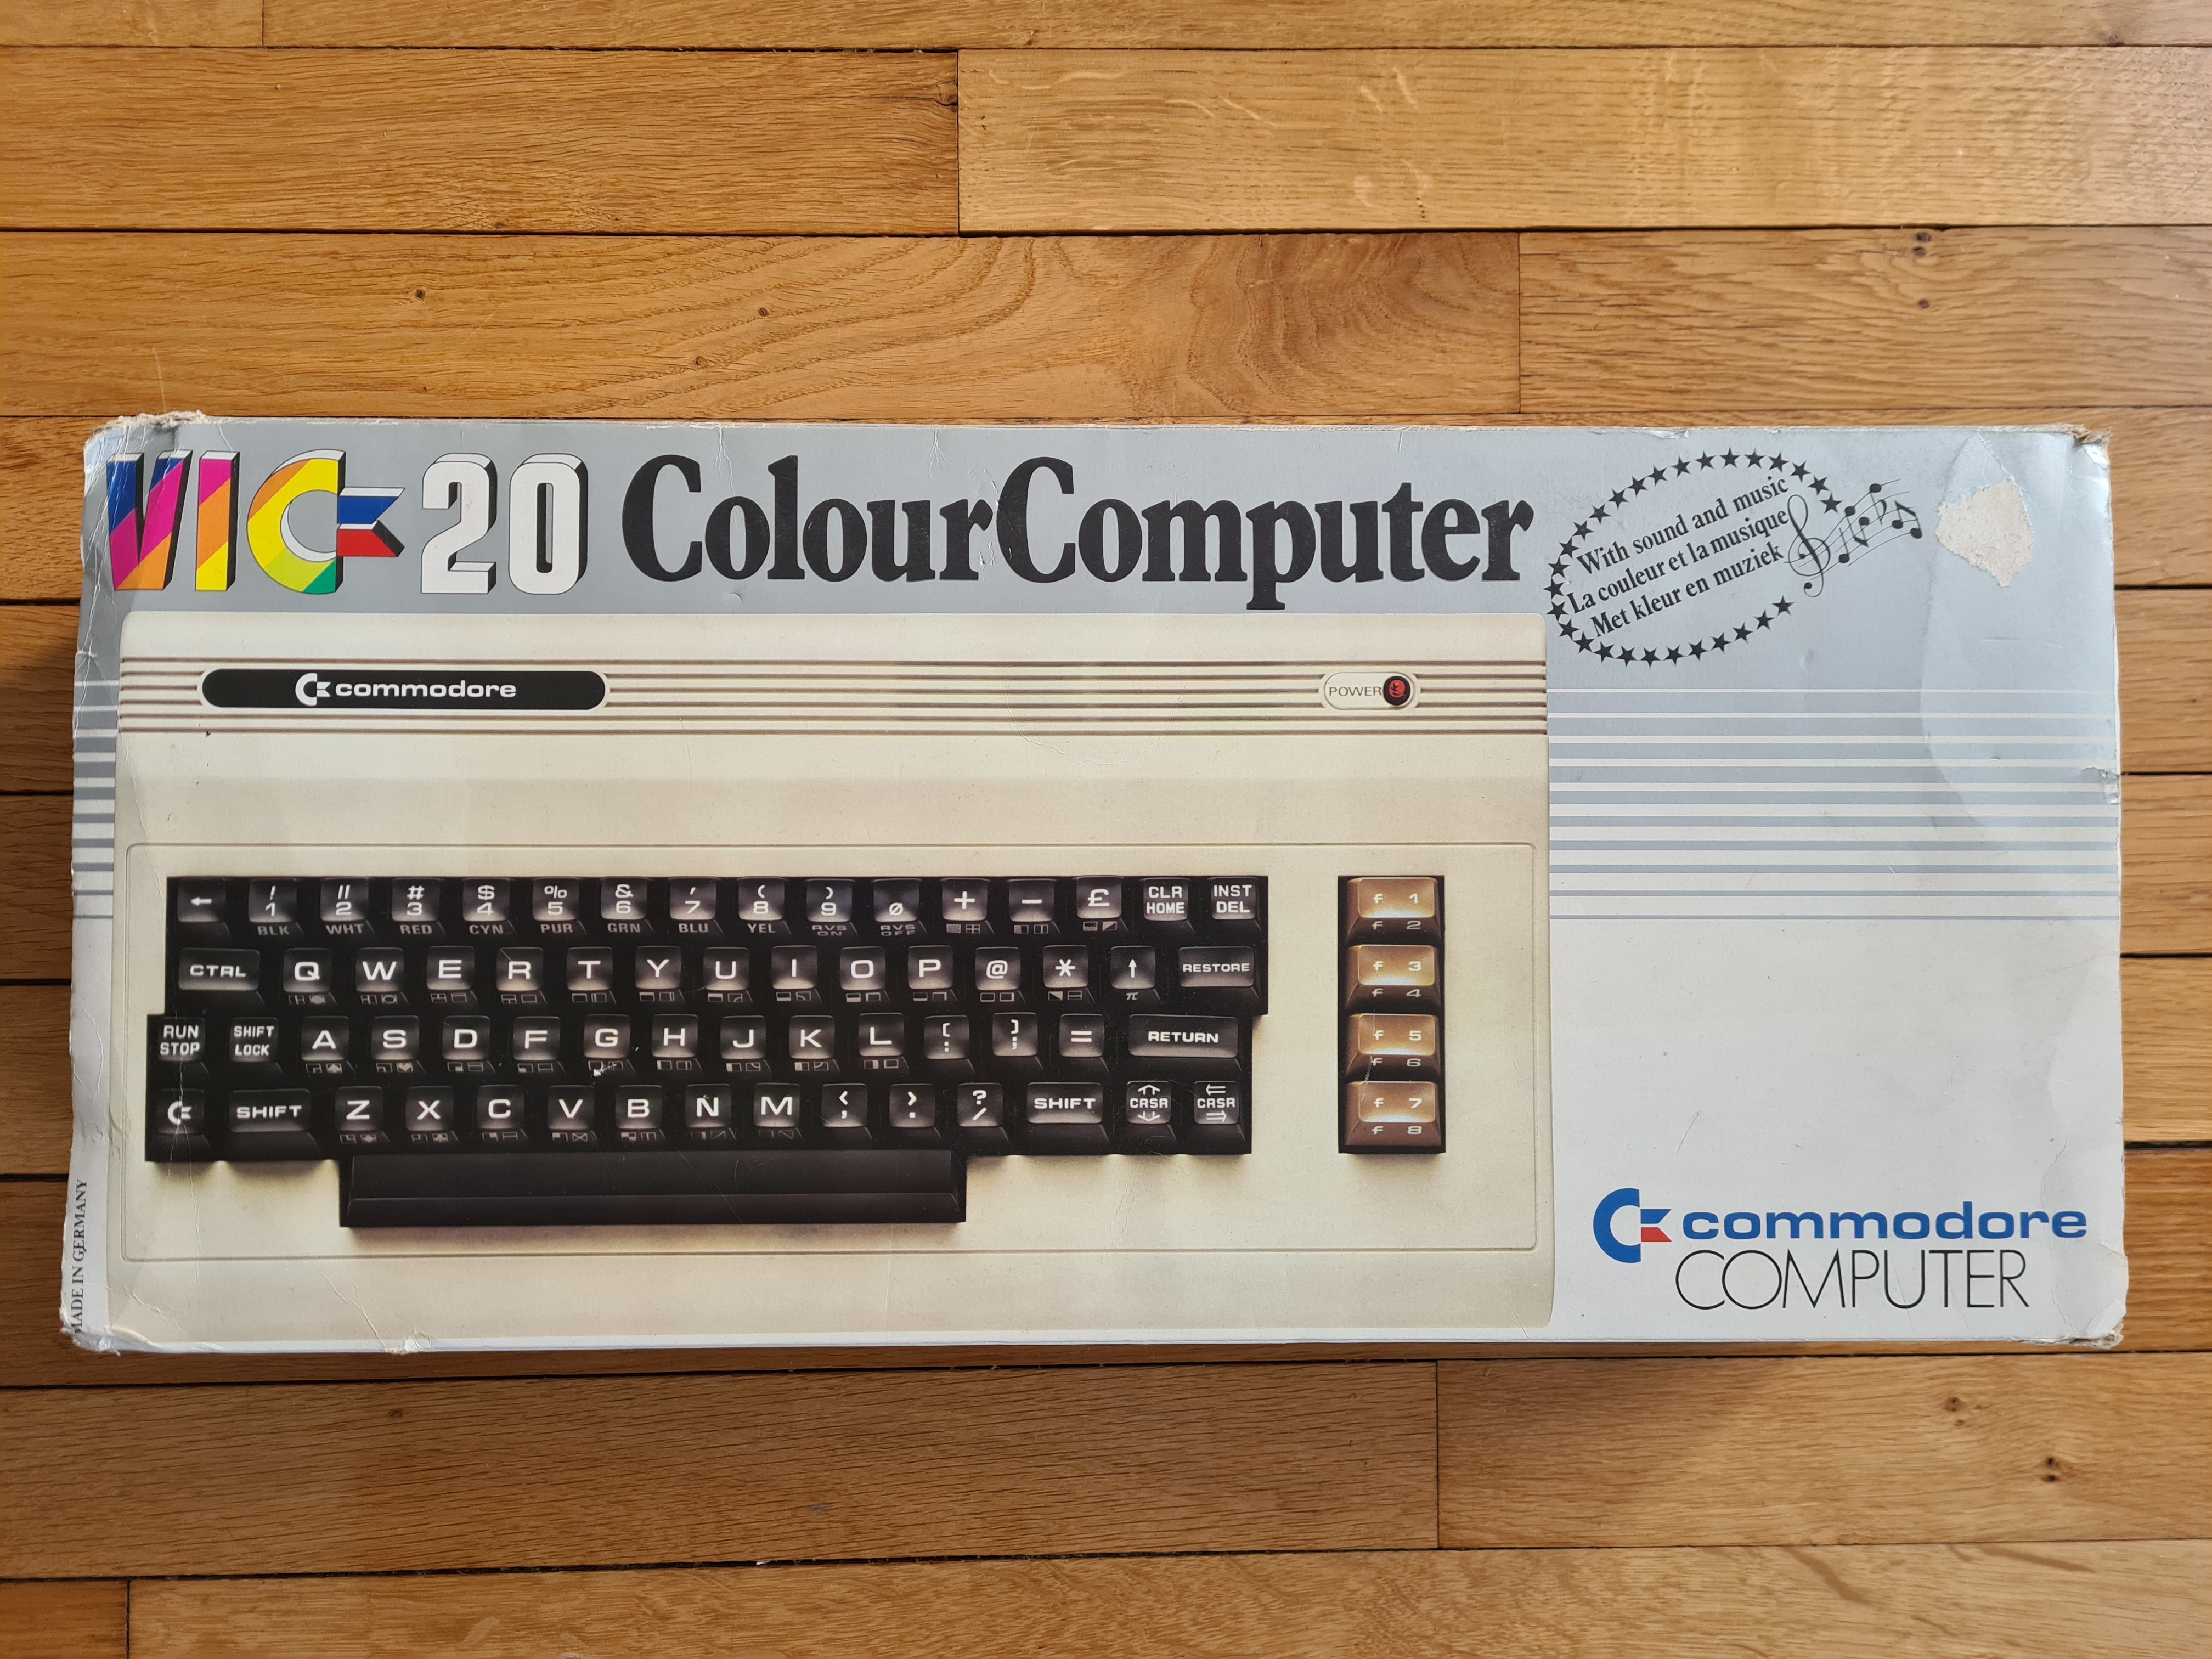 VIC-20 ColourComputer
With sound and music
La couleur et la musique
Met kleur en muziek
commodore
POWER
← ! 1 " 2 # 3 $ 4 % 5 & 6 ' 7 ( 8 ) 9 0 + - £ CLR HOME INST DEL
BLK WHT RED CYN PUR GRN BLU YEL RVS ON RVS OFF
f 1
f 2
CTRL Q W E R T Y U I O P @ * ↑ RESTORE
π
f 3
f 4
RUN STOP SHIFT LOCK A S D F G H J K L [ : ] ; = RETURN
f 5
f 6
SHIFT Z X C V B N M < , > . ? / SHIFT ⇑ CRSR ⇓ ⇐ CRSR ⇒
f 7
f 8
MADE IN GERMANY
commodore
COMPUTER